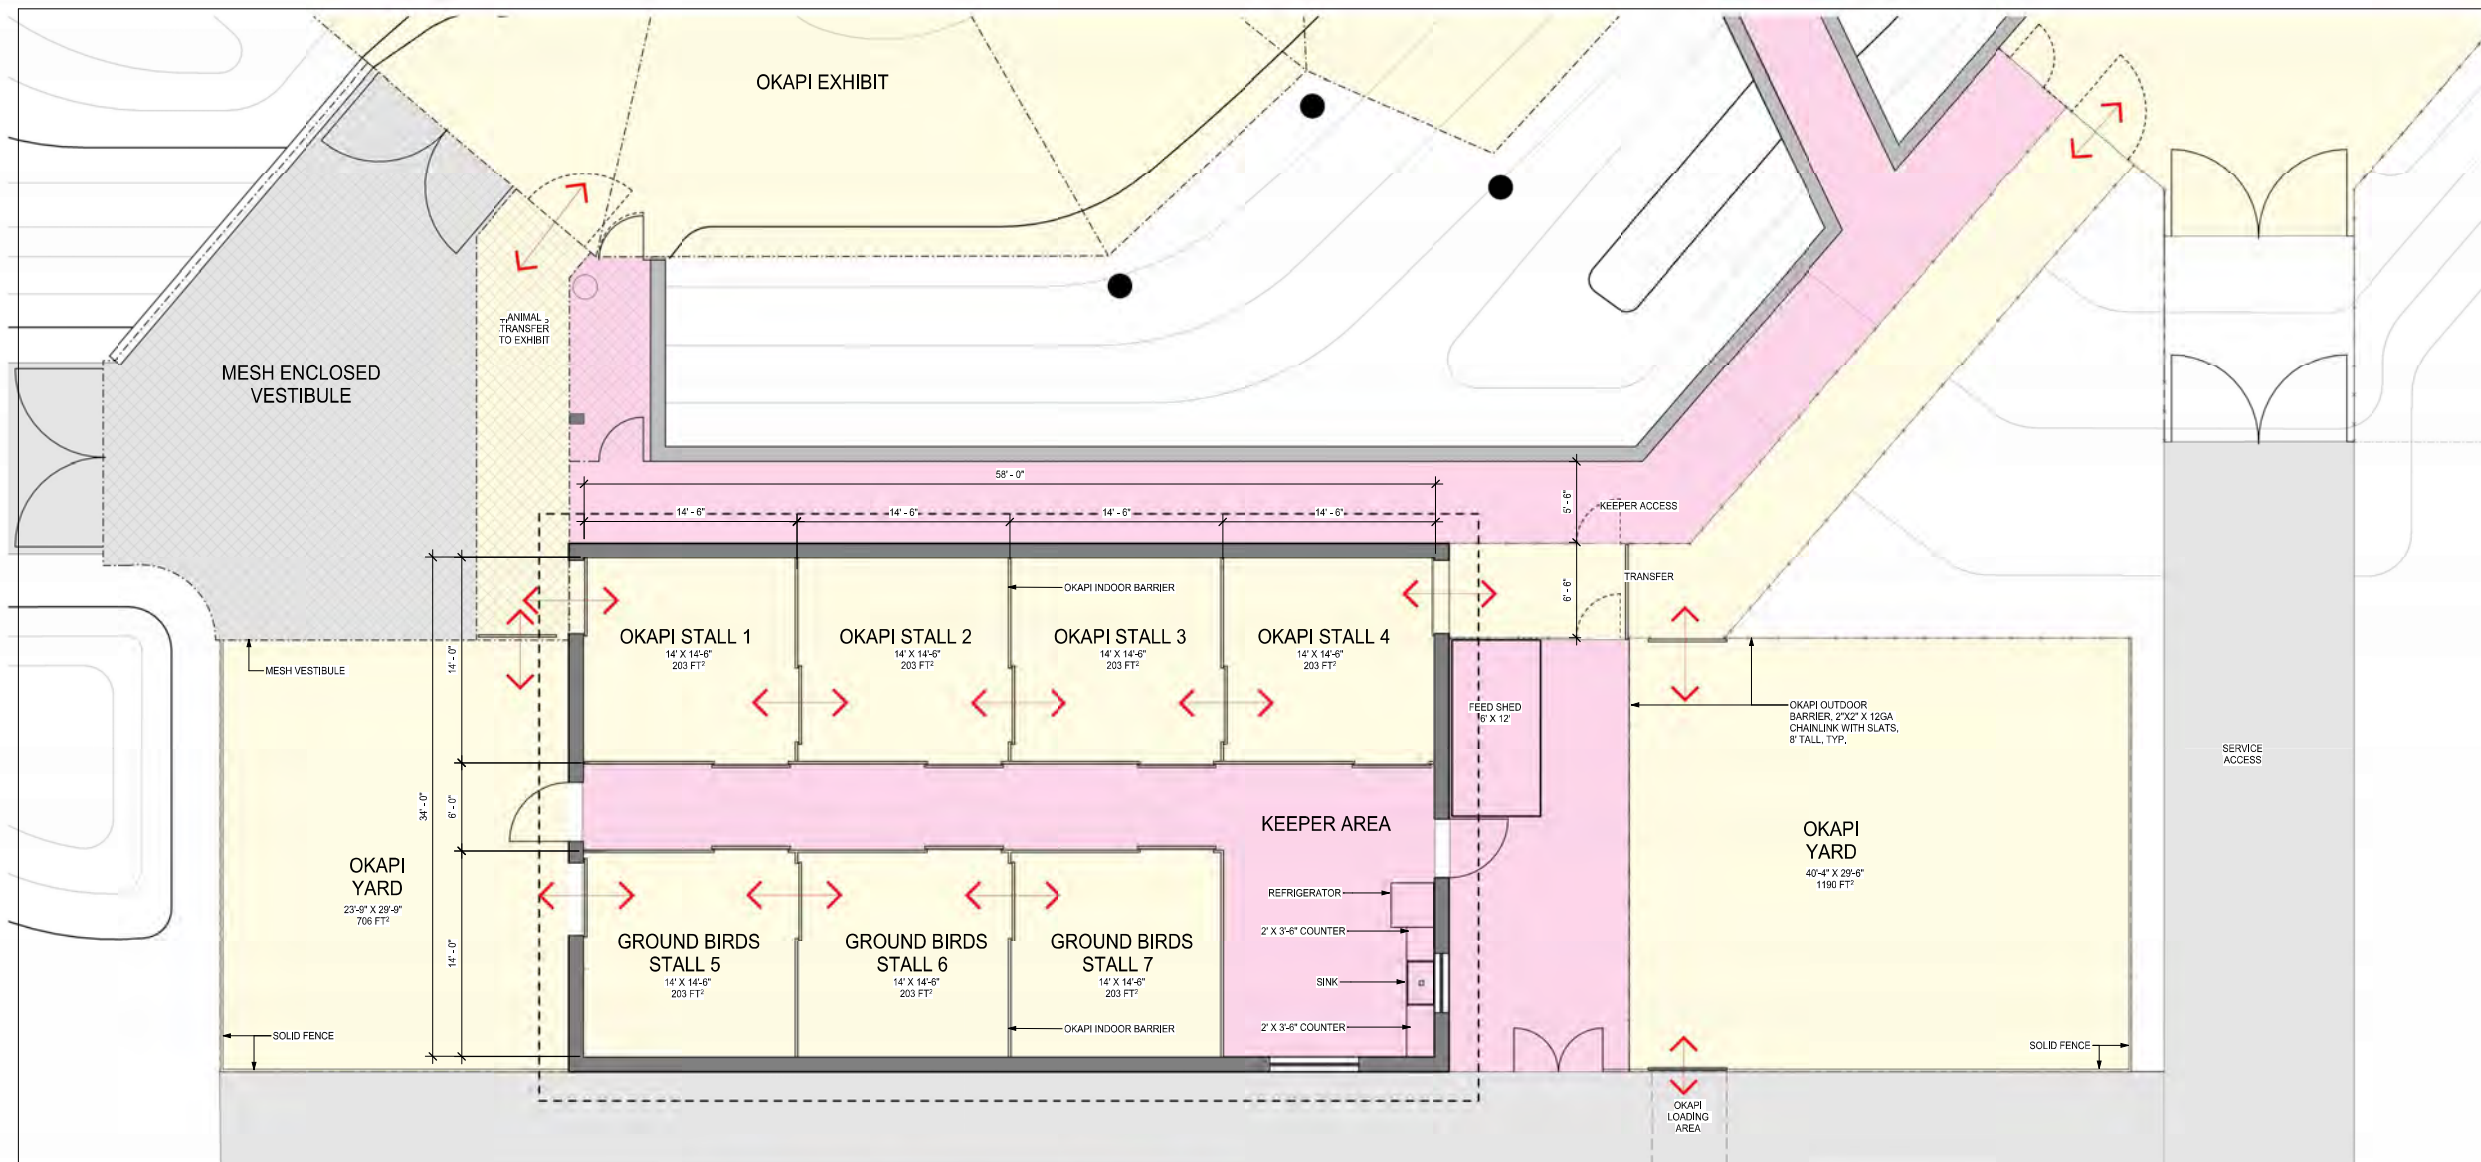 OKAPI EXHIBIT
ANIMAL
TRANSFER
TO EXHIBIT
MESH ENCLOSED
VESTIBULE
58' - 0"
14' - 6"
14' - 6"
14' - 6"
14' - 6"
5' - 6"
KEEPER ACCESS
6' - 6"
TRANSFER
OKAPI INDOOR BARRIER
OKAPI STALL 1
14' X 14'-6"
203 FT²
OKAPI STALL 2
14' X 14'-6"
203 FT²
OKAPI STALL 3
14' X 14'-6"
203 FT²
OKAPI STALL 4
14' X 14'-6"
203 FT²
MESH VESTIBULE
14' - 0"
34' - 0"
6' - 0"
14' - 0"
FEED SHED
6' X 12'
OKAPI OUTDOOR
BARRIER, 2"X2" X 12GA
CHAINLINK WITH SLATS,
8' TALL, TYP.
SERVICE
ACCESS
KEEPER AREA
OKAPI
YARD
23'-9" X 29'-9"
706 FT²
OKAPI
YARD
40'-4" X 29'-6"
1190 FT²
REFRIGERATOR
2' X 3'-6" COUNTER
SINK
2' X 3'-6" COUNTER
GROUND BIRDS
STALL 5
14' X 14'-6"
203 FT²
GROUND BIRDS
STALL 6
14' X 14'-6"
203 FT²
GROUND BIRDS
STALL 7
14' X 14'-6"
203 FT²
OKAPI INDOOR BARRIER
SOLID FENCE
SOLID FENCE
OKAPI
LOADING
AREA